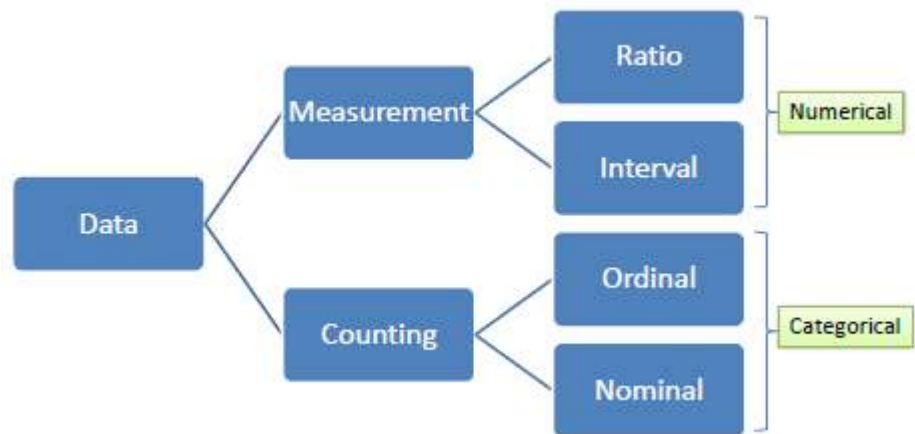 Data
Measurement
Ratio
Interval
Numerical
Counting
Ordinal
Nominal
Categorical